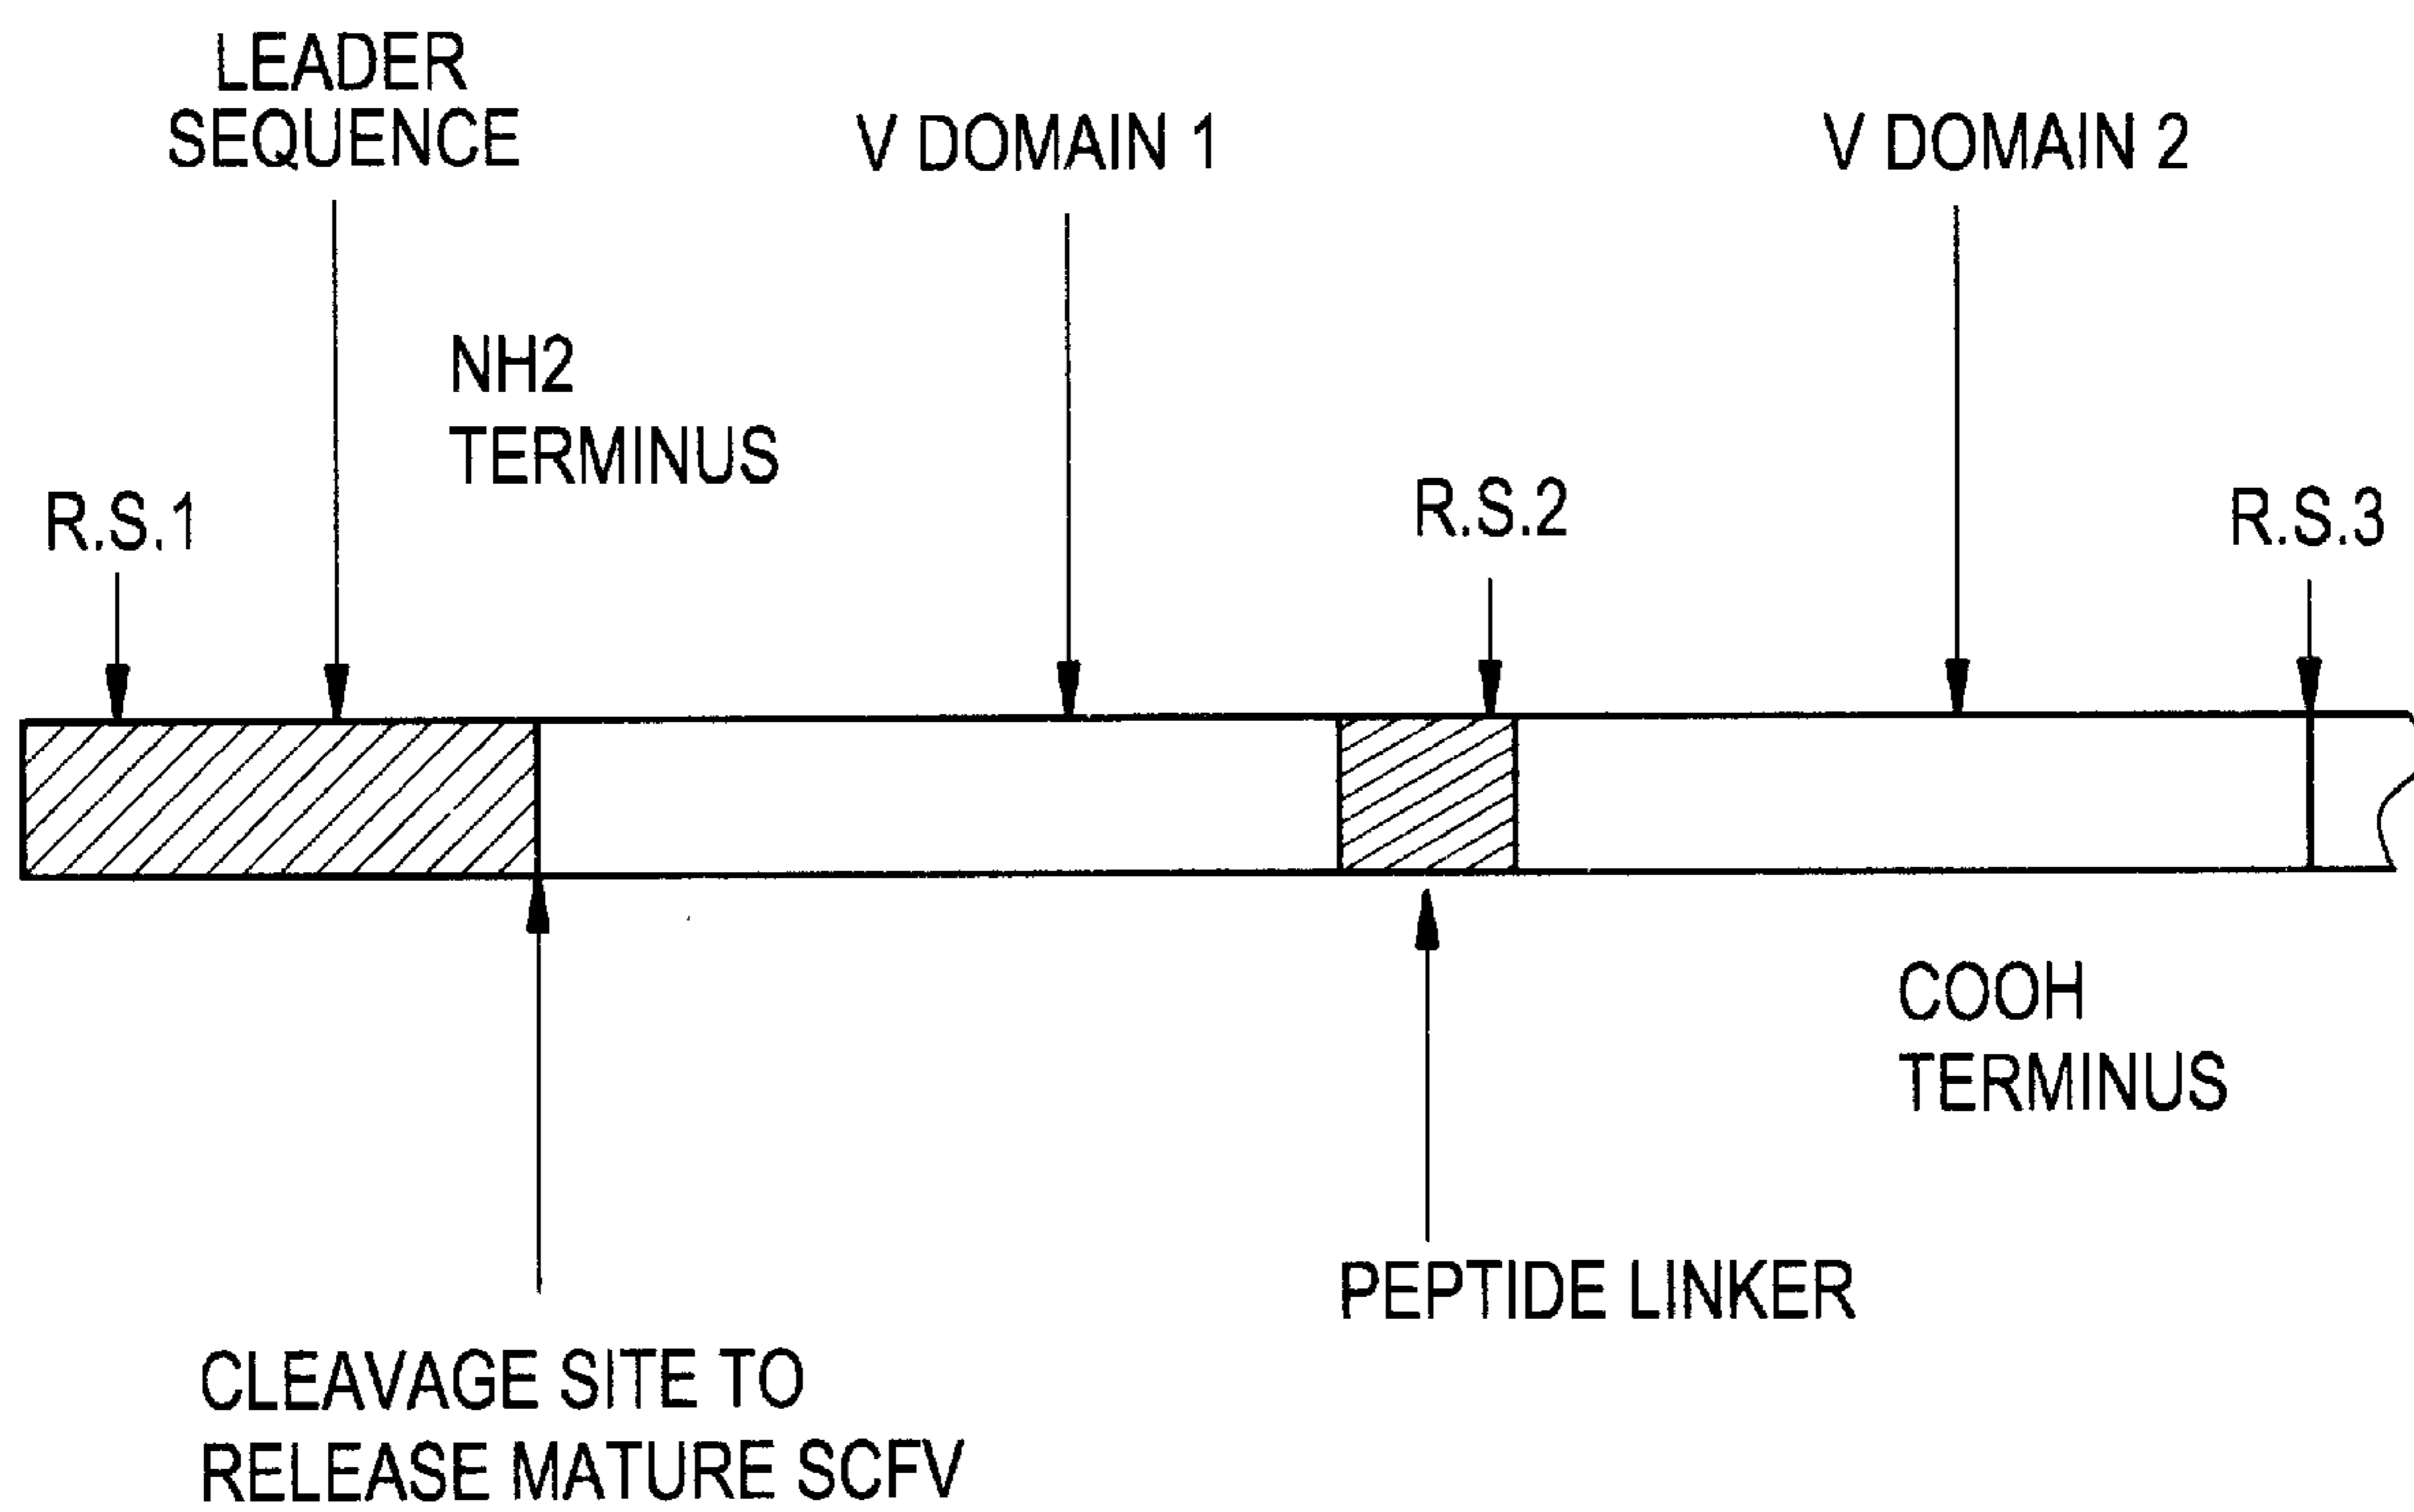 LEADER
SEQUENCE
V DOMAIN 1
V DOMAIN 2
NH2
TERMINUS
R.S.1
R.S.2
R.S.3
COOH
TERMINUS
PEPTIDE LINKER
CLEAVAGE SITE TO
RELEASE MATURE SCFV